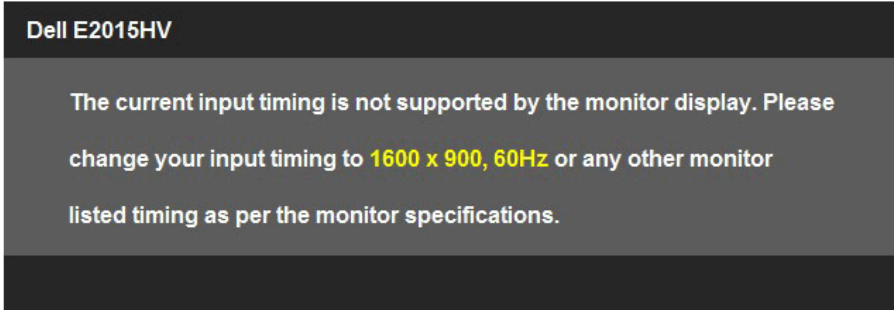 Dell E2015HV
The current input timing is not supported by the monitor display. Please
change your input timing to 1600 x 900, 60Hz or any other monitor
listed timing as per the monitor specifications.